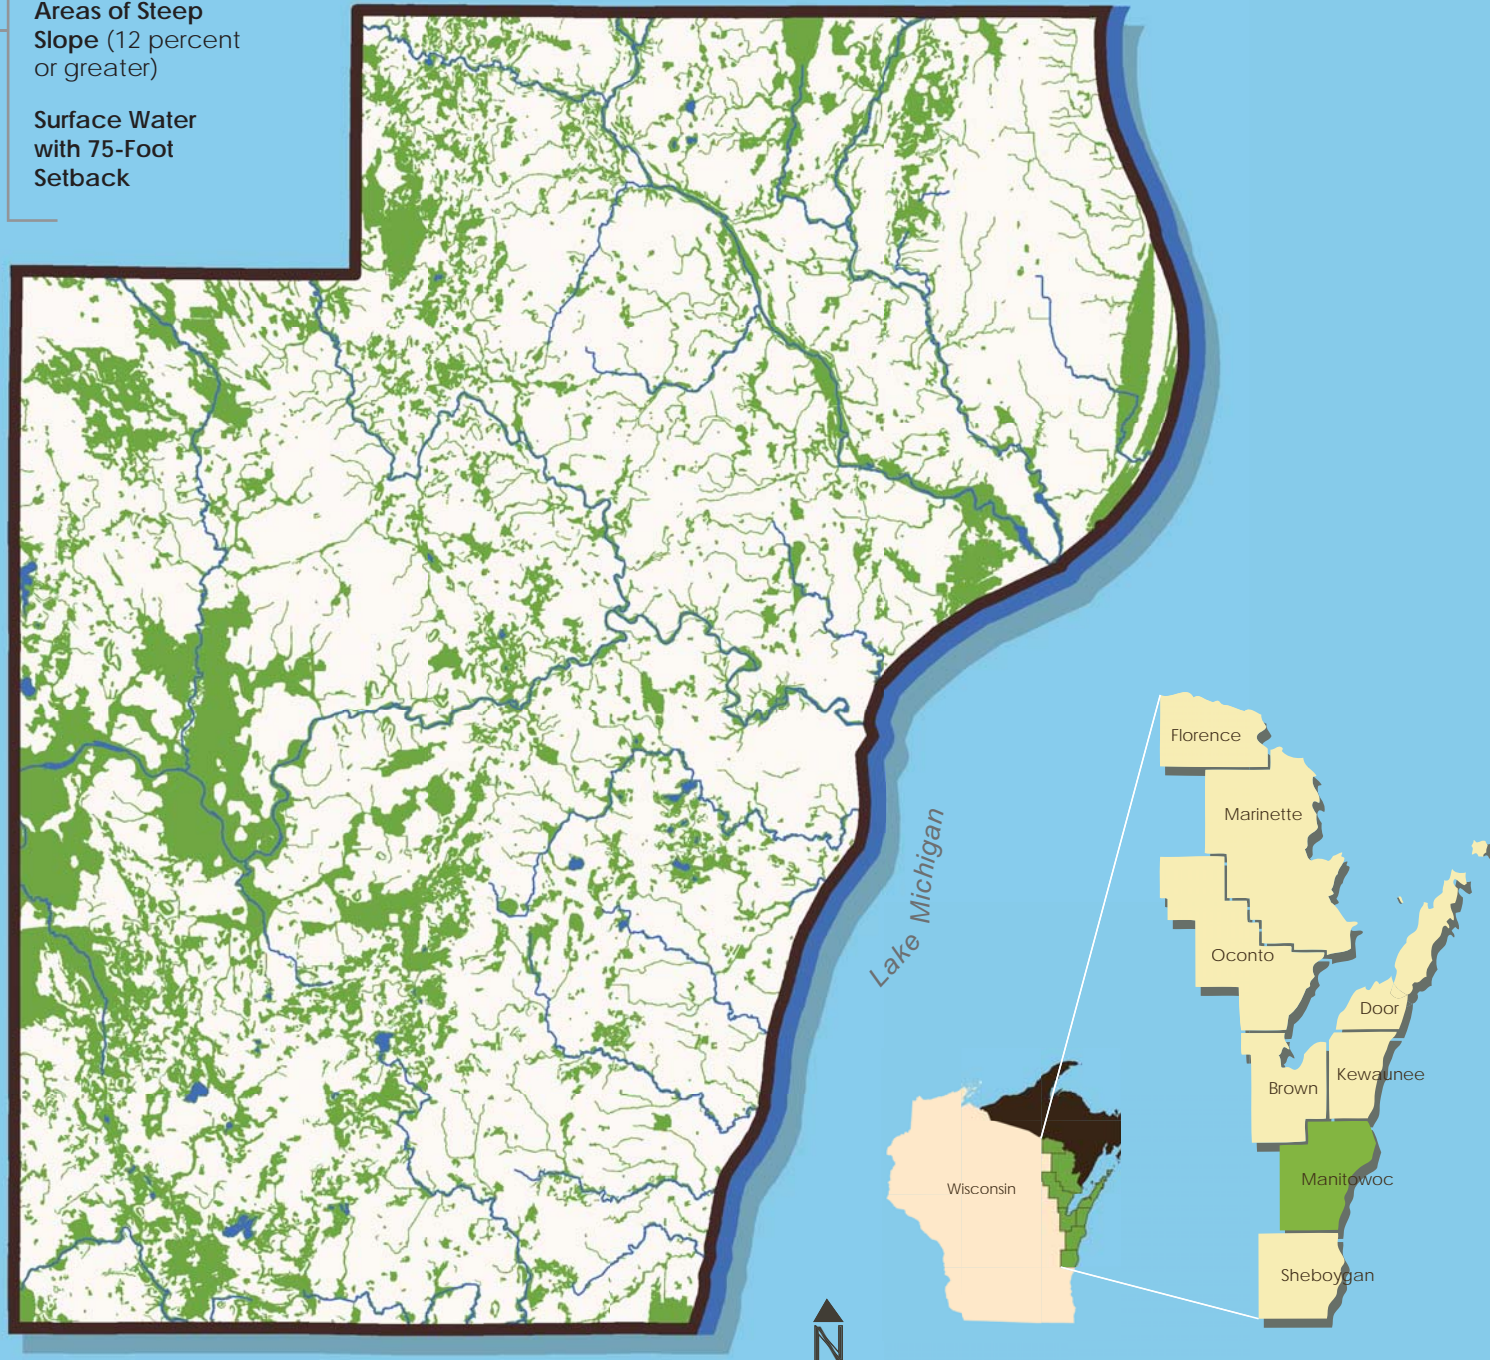 Areas of Steep
Slope (12 percent
or greater)
Surface Water
with 75-Foot
Setback
Lake Michigan
Florence
Marinette
Oconto
Door
Kewaunee
Brown
Manitowoc
Sheboygan
Wisconsin
N